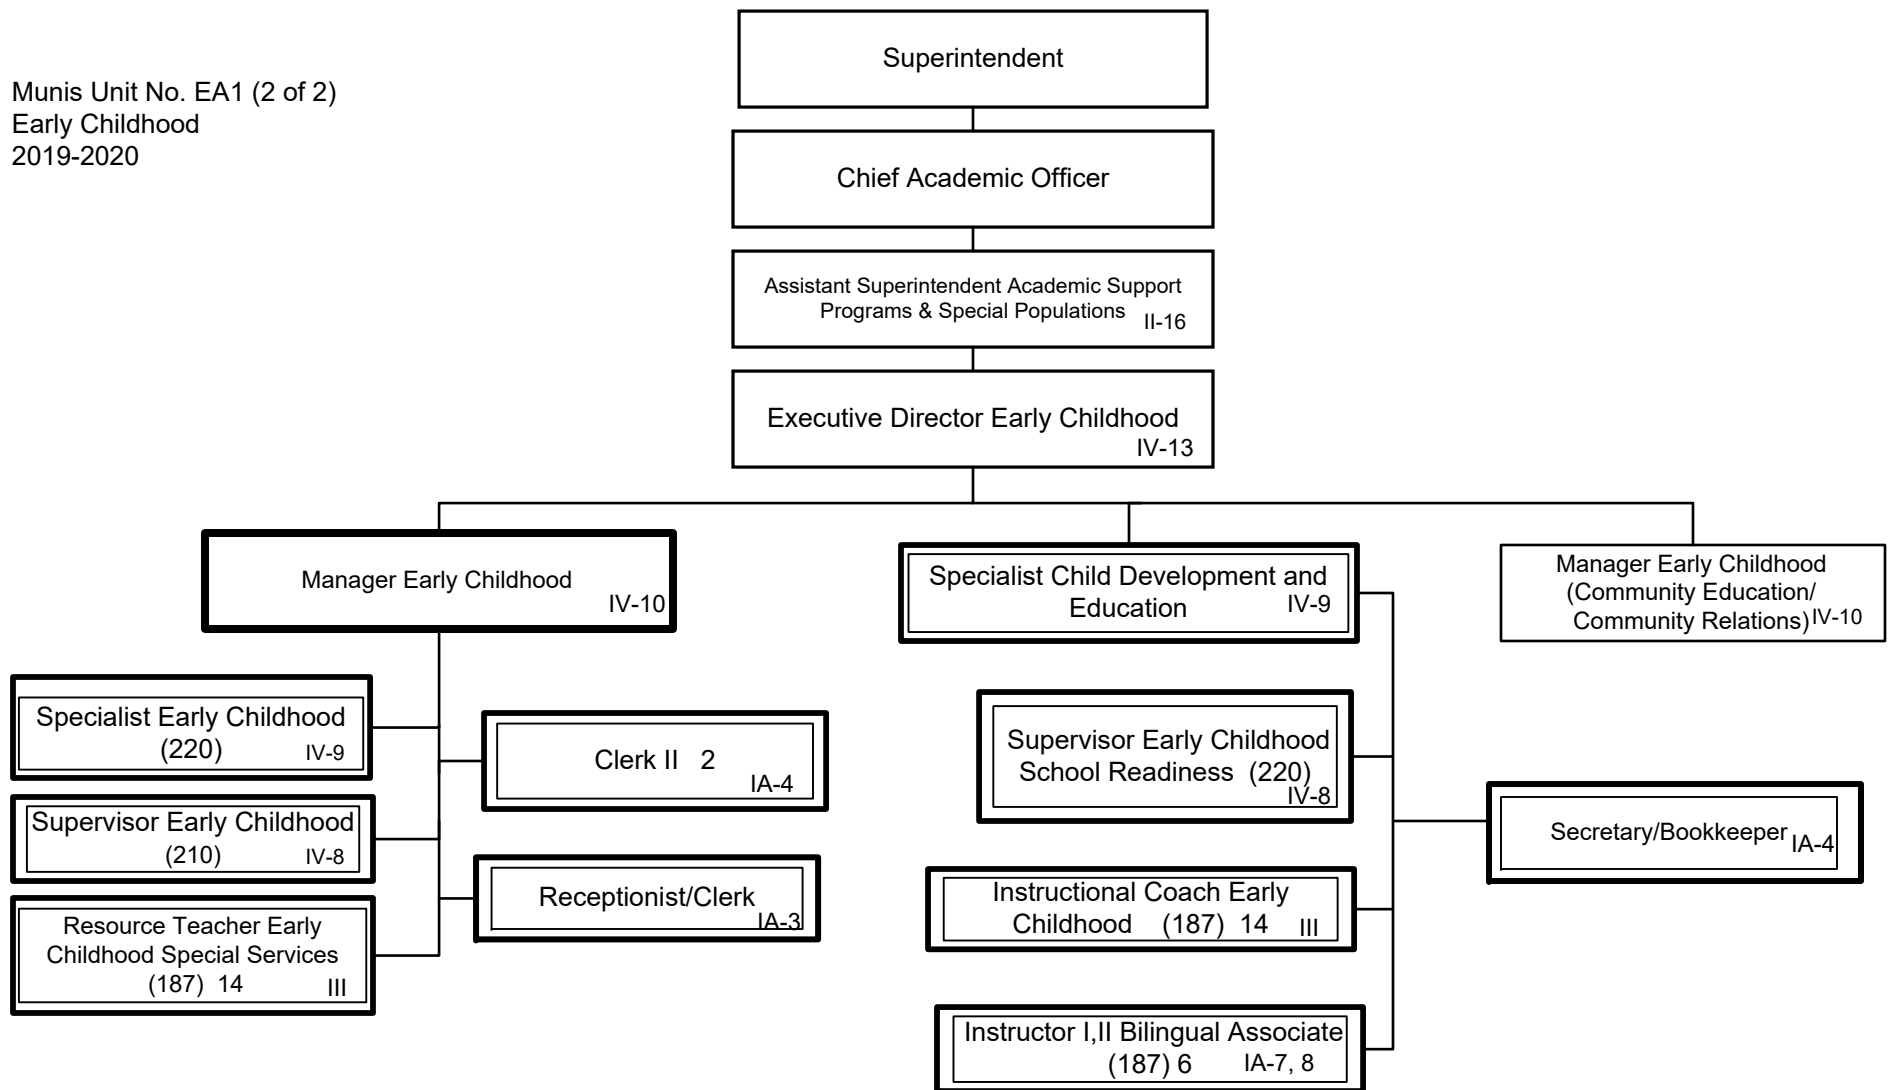 Munis Unit No. EA1 (2 of 2)
Early Childhood
2019-2020
Superintendent
Chief Academic Officer
Assistant Superintendent Academic Support
Programs & Special Populations II-16
Executive Director Early Childhood
IV-13
Manager Early Childhood
IV-10
Specialist Early Childhood
(220) IV-9
Supervisor Early Childhood
(210) IV-8
Resource Teacher Early
Childhood Special Services
(187) 14 III
Clerk II 2
IA-4
Receptionist/Clerk
IA-3
Specialist Child Development and
Education IV-9
Supervisor Early Childhood
School Readiness (220)
IV-8
Instructional Coach Early
Childhood (187) 14 III
Instructor I,II Bilingual Associate
(187) 6 IA-7, 8
Secretary/Bookkeeper IA-4
Manager Early Childhood
(Community Education/
Community Relations) IV-10